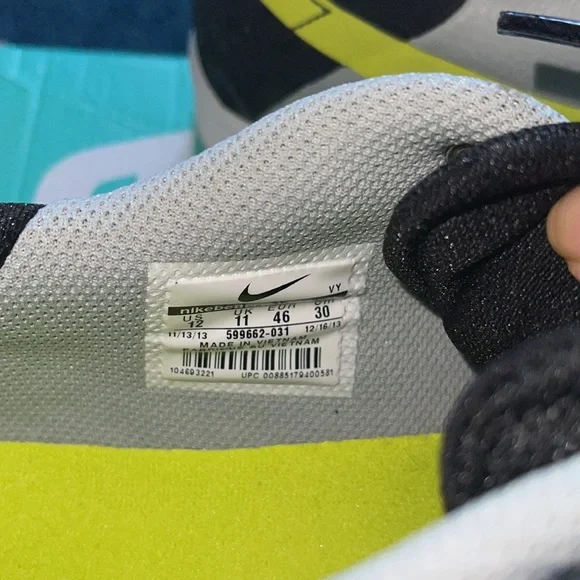 VY
US UK EUR cm
12 11 46 30
11/13/13 599662-031 12/16/13
MADE IN VIETNAM
104693221 UPC 00885179400581